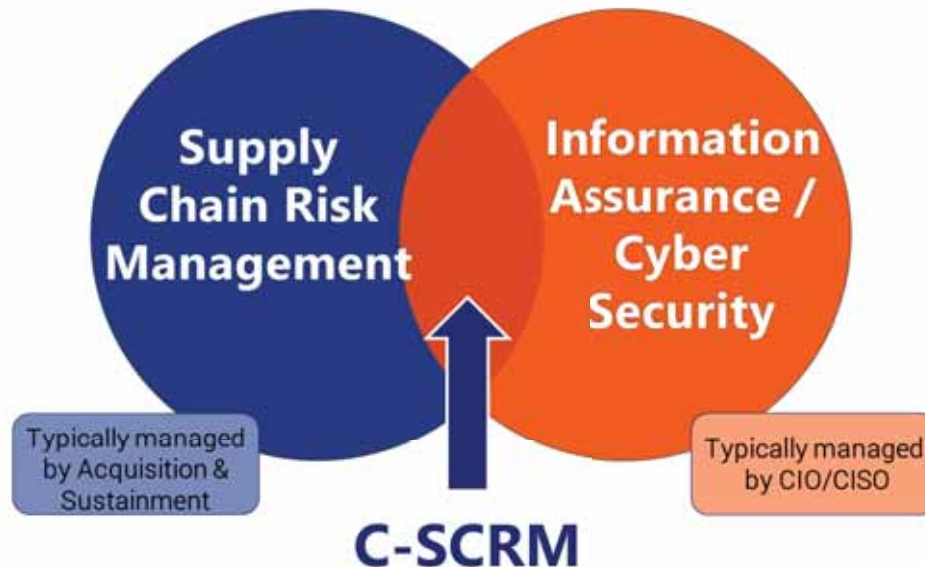 Supply
Chain Risk
Management
Information
Assurance /
Cyber
Security
Typically managed
by Acquisition &
Sustainment
Typically managed
by CIO/CISO
C-SCRM